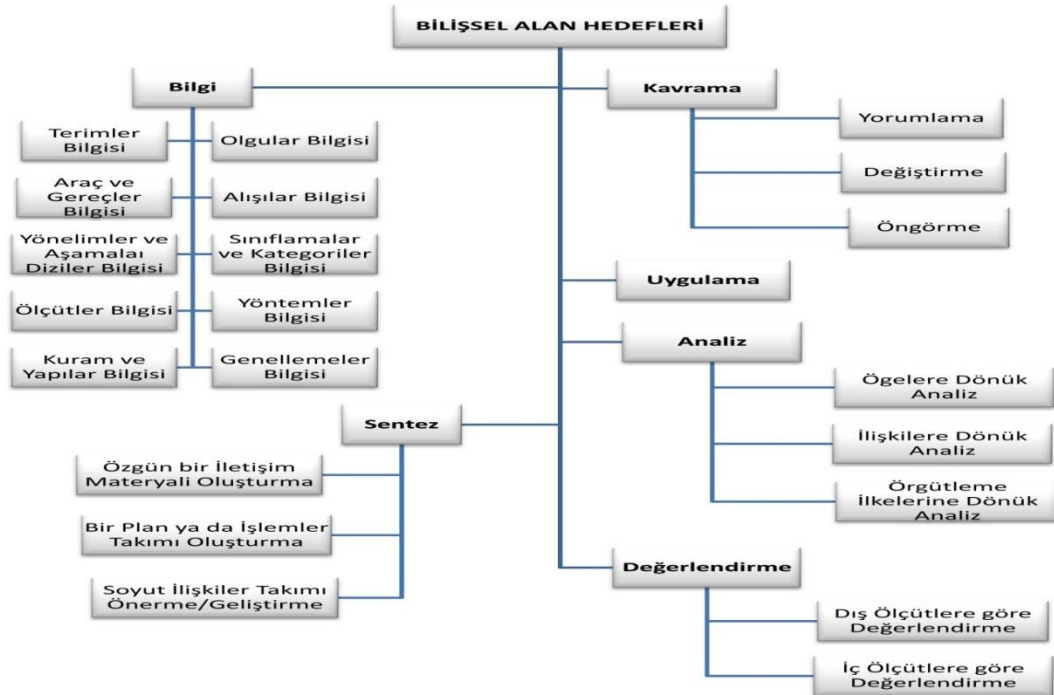 BİLİŞSEL ALAN HEDEFLERİ
Bilgi
Terimler
Bilgisi
Olgular Bilgisi
Araç ve
Gereçler
Bilgisi
Alışılar Bilgisi
Yönelimler ve
Aşamalaı
Diziler Bilgisi
Sınıflamalar
ve Kategoriler
Bilgisi
Ölçütler Bilgisi
Yöntemler
Bilgisi
Kuram ve
Yapılar Bilgisi
Genellemeler
Bilgisi
Kavrama
Yorumlama
Değiştirme
Öngörme
Uygulama
Analiz
Ögelere Dönük
Analiz
İlişkilere Dönük
Analiz
Örgütleme
İlkelerine Dönük
Analiz
Sentez
Özgün bir İletişim
Materyali Oluşturma
Bir Plan ya da İşlemler
Takımı Oluşturma
Soyut İlişkiler Takımı
Önerme/Geliştirme
Değerlendirme
Dış Ölçütlere göre
Değerlendirme
İç Ölçütlere göre
Değerlendirme